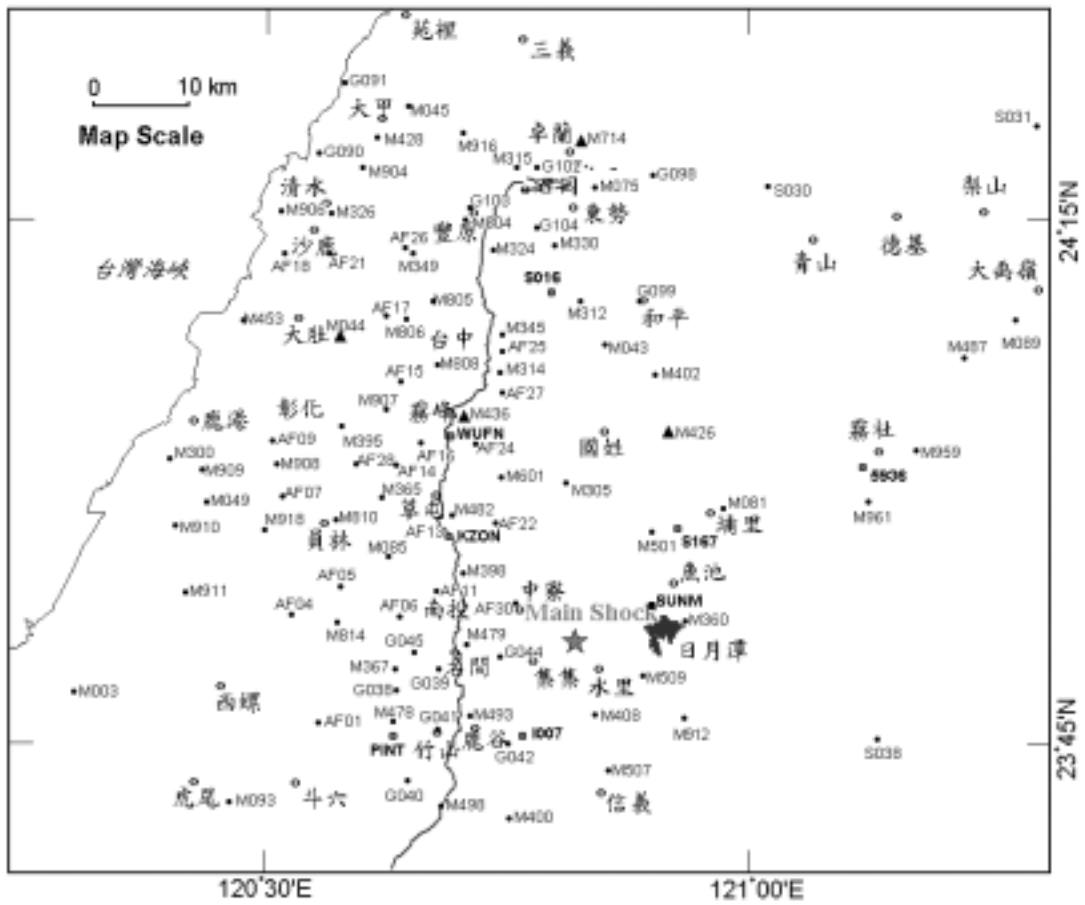 苑裡
三義
0 10 km
Map Scale
G091
大甲
M045
M428
M916
卓蘭
M714
S031
G090
M904
M315
G102
M075
G098
S030
梨山
清水
M906
M326
G103
M804
東勢
24°15'N
沙鹿
豐原
G104
AF26
M324
M330
青山
德基
台灣海峽
AF18
AF21
M349
S016
大禹嶺
M453
大肚
M044
AF17
M805
M806
台中
M312
G099
和平
M345
AF25
M043
M808
M314
M402
M487
M089
AF15
AF27
鹿港
彰化
M907
霧峰
M436
WUFN
國姓
M426
霧社
AF09
M395
AF16
AF24
M959
M300
M909
M908
AF28
AF14
M601
M305
S936
M049
AF07
M365
草屯
M482
M081
M961
M910
M918
M810
員林
AF13
KZON
AF22
M501
S167
埔里
M085
魚池
M911
AF05
M398
AF11
中寮
AF04
AF06
南投
AF30
Main Shock
SUNM
M360
M814
G045
M479
G044
日月潭
M003
西螺
M367
G039
名間
集集
水里
M509
G038
AF01
M478
G041
M493
M408
M912
PINT
竹山
鹿谷
I007
G042
23°45'N
S038
虎尾
M093
斗六
G040
M498
M507
信義
M400
120°30'E
121°00'E